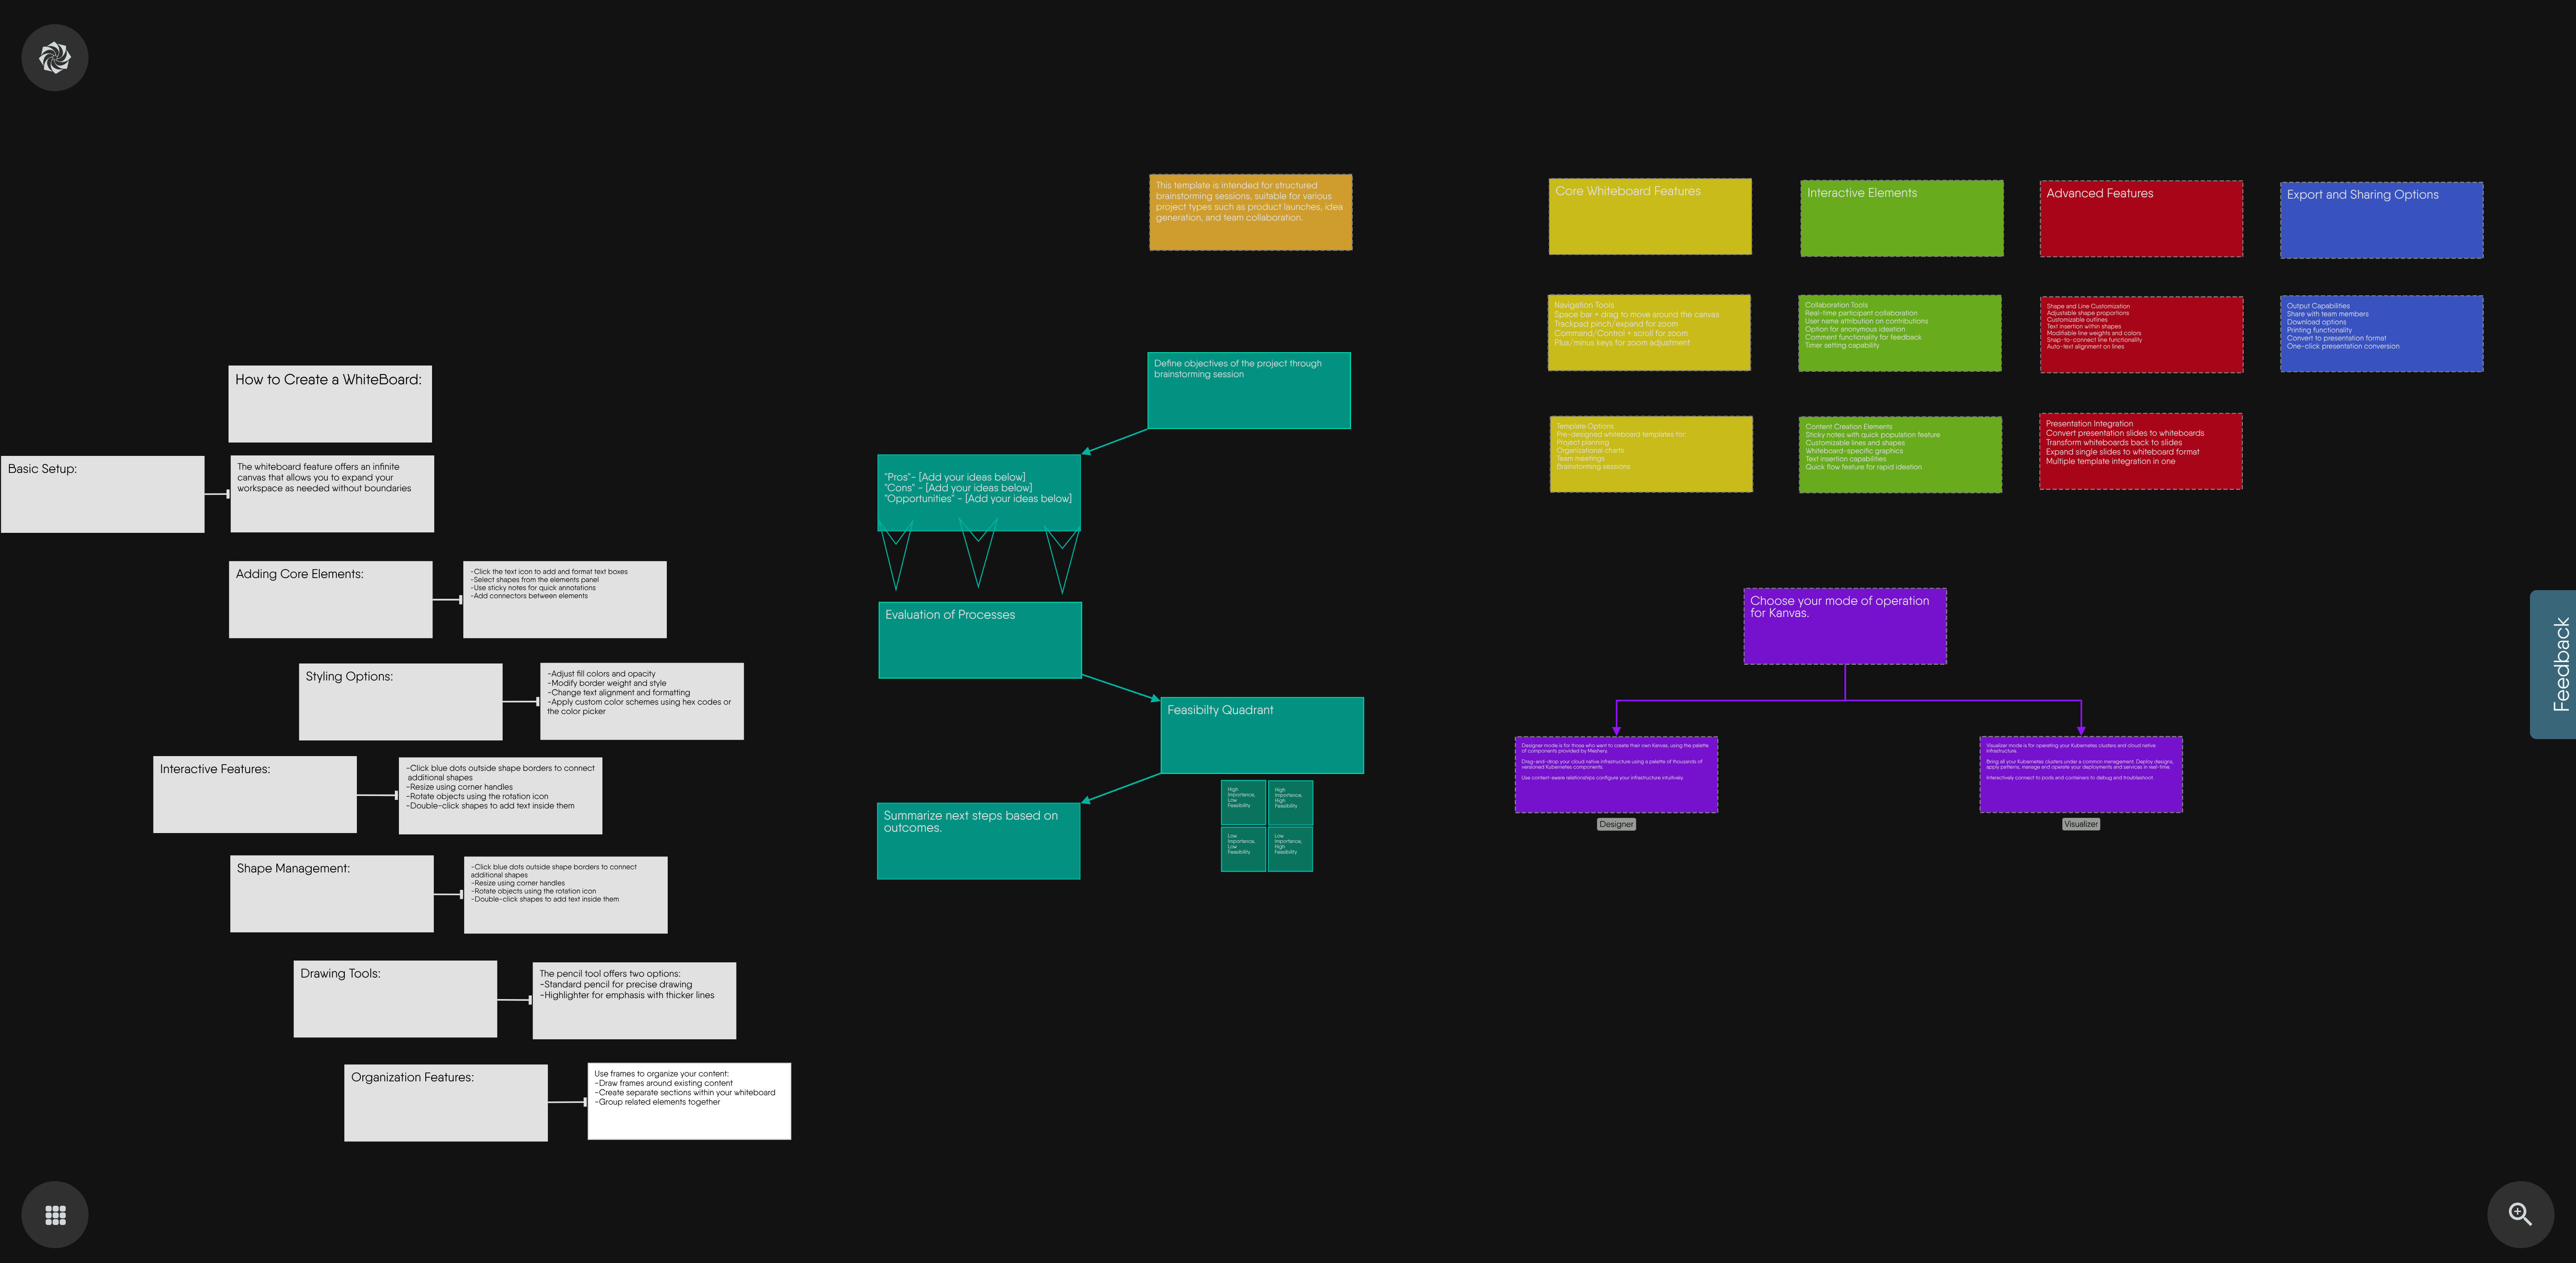 How to Create a WhiteBoard:
Basic Setup:
The whiteboard feature offers an infinite
canvas that allows you to expand your
workspace as needed without boundaries
Adding Core Elements:
-Click the text icon to add and format text boxes
-Select shapes from the elements panel
-Use sticky notes for quick annotations
-Add connectors between elements
Styling Options:
-Adjust fill colors and opacity
-Modify border weight and style
-Change text alignment and formatting
-Apply custom color schemes using hex codes or
the color picker
Interactive Features:
-Click blue dots outside shape borders to connect
additional shapes
-Resize using corner handles
-Rotate objects using the rotation icon
-Double-click shapes to add text inside them
Shape Management:
-Click blue dots outside shape borders to connect
additional shapes
-Resize using corner handles
-Rotate objects using the rotation icon
-Double-click shapes to add text inside them
Drawing Tools:
The pencil tool offers two options:
-Standard pencil for precise drawing
-Highlighter for emphasis with thicker lines
Organization Features:
Use frames to organize your content:
-Draw frames around existing content
-Create separate sections within your whiteboard
-Group related elements together
This template is intended for structured
brainstorming sessions, suitable for various
project types such as product launches, idea
generation, and team collaboration.
Define objectives of the project through
brainstorming session
"Pros"- [Add your ideas below]
"Cons" - [Add your ideas below]
"Opportunities" - [Add your ideas below]
Evaluation of Processes
Feasibilty Quadrant
High
Importance,
Low
Feasibility
High
Importance,
High
Feasibility
Low
Importance,
Low
Feasibility
Low
Importance,
High
Feasibility
Summarize next steps based on
outcomes.
Core Whiteboard Features
Navigation Tools
Space bar + drag to move around the canvas
Trackpad pinch/expand for zoom
Command/Control + scroll for zoom
Plus/minus keys for zoom adjustment
Template Options
Pre-designed whiteboard templates for:
Project planning
Organizational charts
Team meetings
Brainstorming sessions
Interactive Elements
Collaboration Tools
Real-time participant collaboration
User name attribution on contributions
Option for anonymous ideation
Comment functionality for feedback
Timer setting capability
Content Creation Elements
Sticky notes with quick population feature
Customizable lines and shapes
Whiteboard-specific graphics
Text insertion capabilities
Quick flow feature for rapid ideation
Advanced Features
Shape and Line Customization
Adjustable shape proportions
Customizable outlines
Text insertion within shapes
Modifiable line weights and colors
Snap-to-connect line functionality
Auto-text alignment on lines
Presentation Integration
Convert presentation slides to whiteboards
Transform whiteboards back to slides
Expand single slides to whiteboard format
Multiple template integration in one
Export and Sharing Options
Output Capabilities
Share with team members
Download options
Printing functionality
Convert to presentation format
One-click presentation conversion
Choose your mode of operation
for Kanvas.
Designer mode is for those who want to create their own Kanvas, using the palette
of components provided by Meshery.
Drag-and-drop your cloud native infrastructure using a palette of thousands of
versioned Kubernetes components.
Use context-aware relationships configure your infrastructure intuitively.
Designer
Visualizer mode is for operating your Kubernetes clusters and cloud native
infrastructure.
Bring all your Kubernetes clusters under a common management. Deploy designs,
apply patterns, manage and operate your deployments and services in real-time.
Interactively connect to pods and containers to debug and troubleshoot.
Visualizer
Feedback